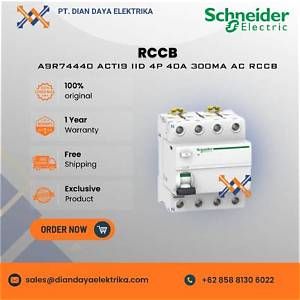 PT. DIAN DAYA ELEKTRIKA
Schneider
Electric
RCCB
A9R74440 ACTI9 IID 4P 40A 300MA AC RCCB
100%
original
1 Year
Warranty
Free
Shipping
Exclusive
Product
ORDER NOW
sales@diandayaelektrika.com
+62 858 8130 6022